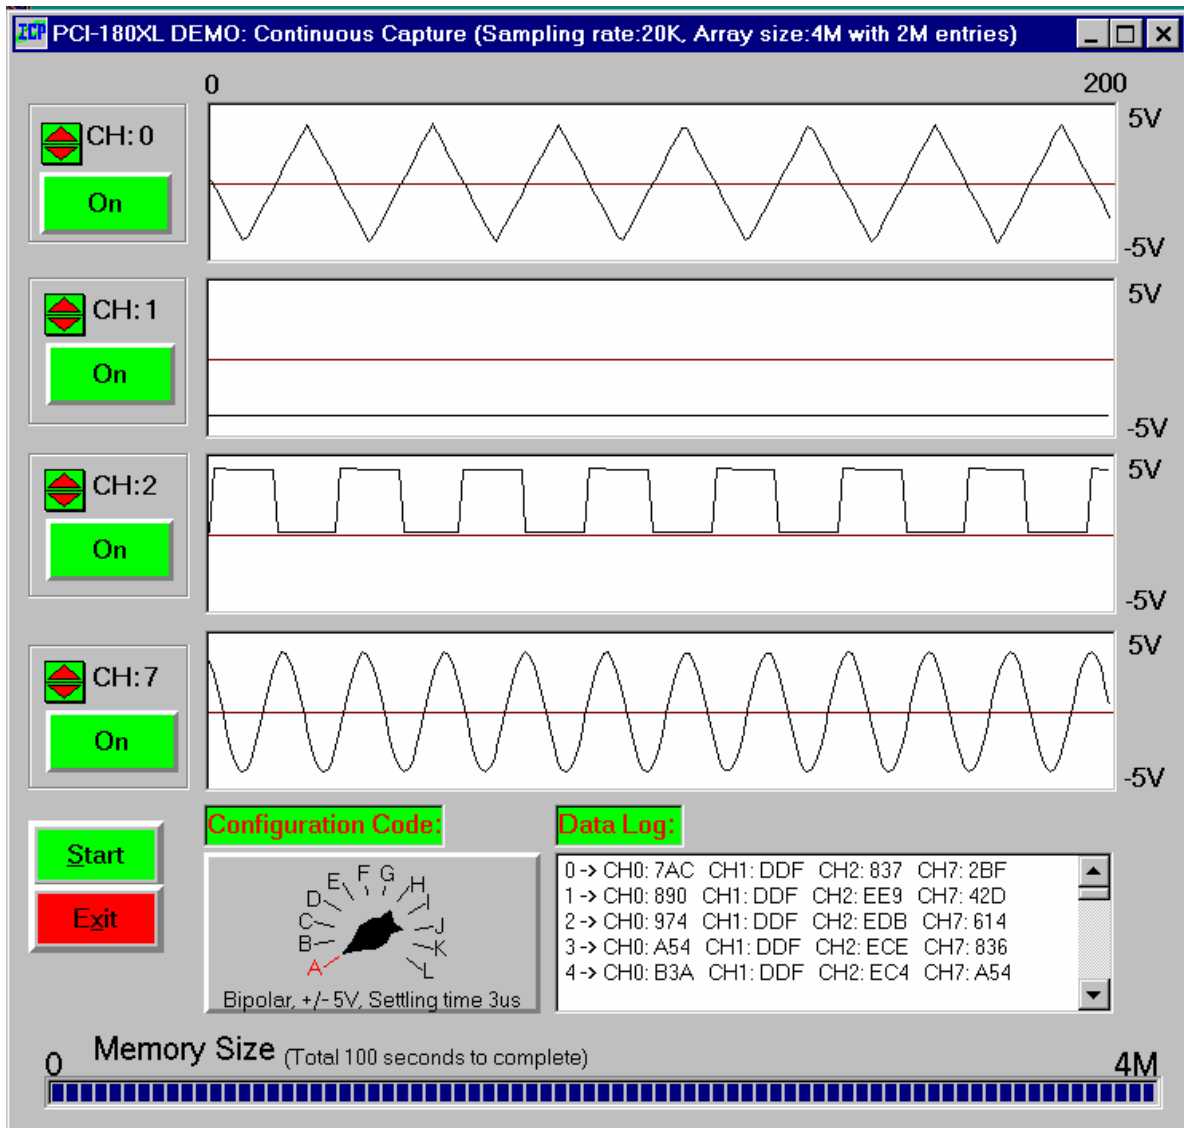 ICP PCI-180XL DEMO: Continuous Capture (Sampling rate:20K, Array size:4M with 2M entries)
0 200
CH:0
On
5V
-5V
CH:1
On
5V
-5V
CH:2
On
5V
-5V
CH:7
On
5V
-5V
Start
Exit
Configuration Code:
A
B
C
D
E
F
G
H
I
J
K
L
Bipolar, +/-5V, Settling time 3us
Data Log:
0-> CH0: 7AC CH1: DDF CH2: 837 CH7: 2BF
1-> CH0: 890 CH1: DDF CH2: EE9 CH7: 42D
2-> CH0: 974 CH1: DDF CH2: EDB CH7: 614
3-> CH0: A54 CH1: DDF CH2: ECE CH7: 836
4-> CH0: B3A CH1: DDF CH2: EC4 CH7: A54
0 Memory Size (Total 100 seconds to complete) 4M